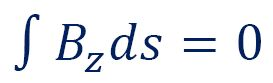 ∫ B_z ds = 0